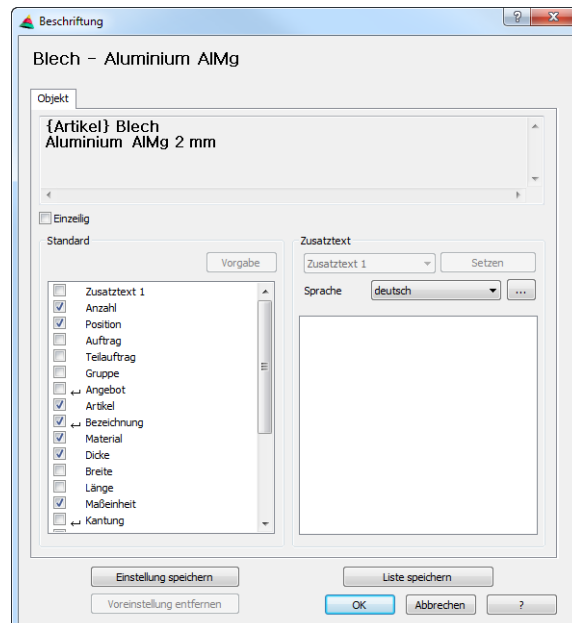 Beschriftung
Blech - Aluminium AlMg
Objekt
{Artikel} Blech
Aluminium AlMg 2 mm
Einzeilig
Standard
Vorgabe
Zusatztext 1
Anzahl
Position
Auftrag
Teilauftrag
Gruppe
Angebot
Artikel
Bezeichnung
Material
Dicke
Breite
Länge
Maßeinheit
Kantung
Zusatztext
Zusatztext 1
Setzen
Sprache
deutsch
...
Einstellung speichern
Liste speichern
Voreinstellung entfernen
OK
Abbrechen
?